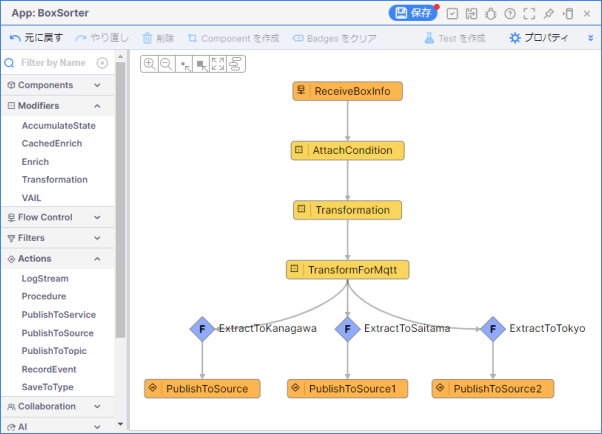 App: BoxSorter
保存
元に戻す
やり直し
削除
Component を作成
Badges をクリア
Test を作成
プロパティ
Filter by Name
Components
Modifiers
AccumulateState
CachedEnrich
Enrich
Transformation
VAIL
Flow Control
Filters
Actions
LogStream
Procedure
PublishToService
PublishToSource
PublishToTopic
RecordEvent
SaveToType
Collaboration
AI
ReceiveBoxInfo
AttachCondition
Transformation
TransformForMqtt
F ExtractToKanagawa
F ExtractToSaitama
F ExtractToTokyo
PublishToSource
PublishToSource1
PublishToSource2